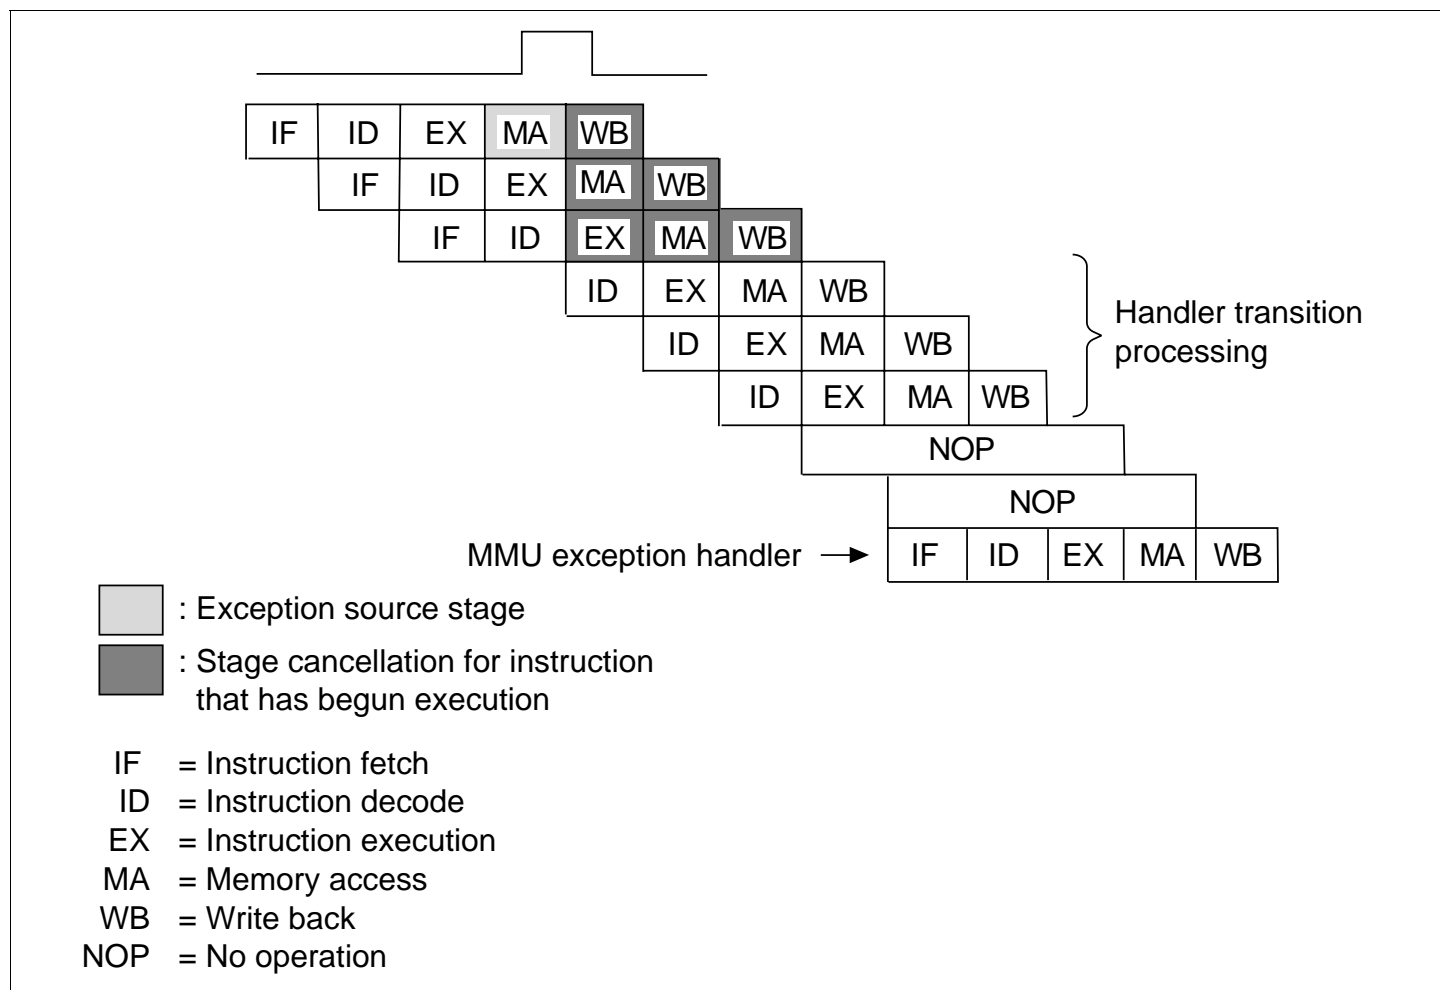 IF ID EX MA WB
IF ID EX MA WB
IF ID EX MA WB
ID EX MA WB
ID EX MA WB
ID EX MA WB
Handler transition
processing
NOP
NOP
MMU exception handler
IF ID EX MA WB
: Exception source stage
: Stage cancellation for instruction
that has begun execution
IF = Instruction fetch
ID = Instruction decode
EX = Instruction execution
MA = Memory access
WB = Write back
NOP = No operation